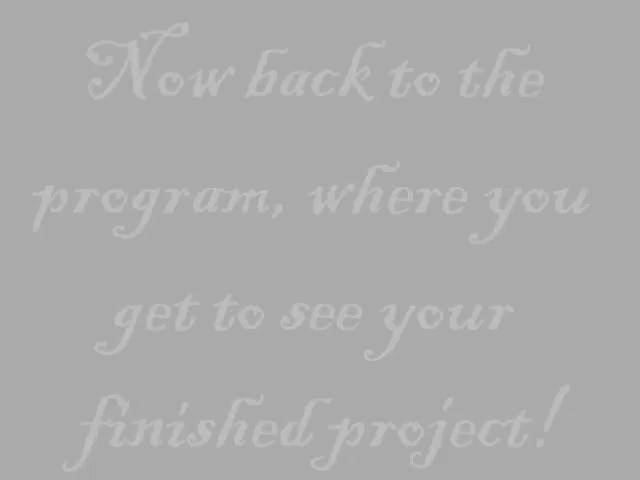 Now back to the
program, where you
get to see your
finished project!